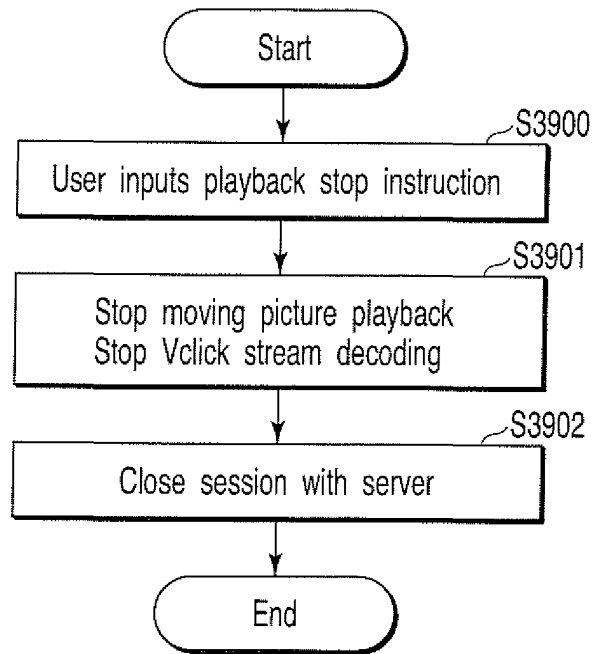 Start
S3900
User inputs playback stop instruction
S3901
Stop moving picture playback
Stop Vclick stream decoding
S3902
Close session with server
End